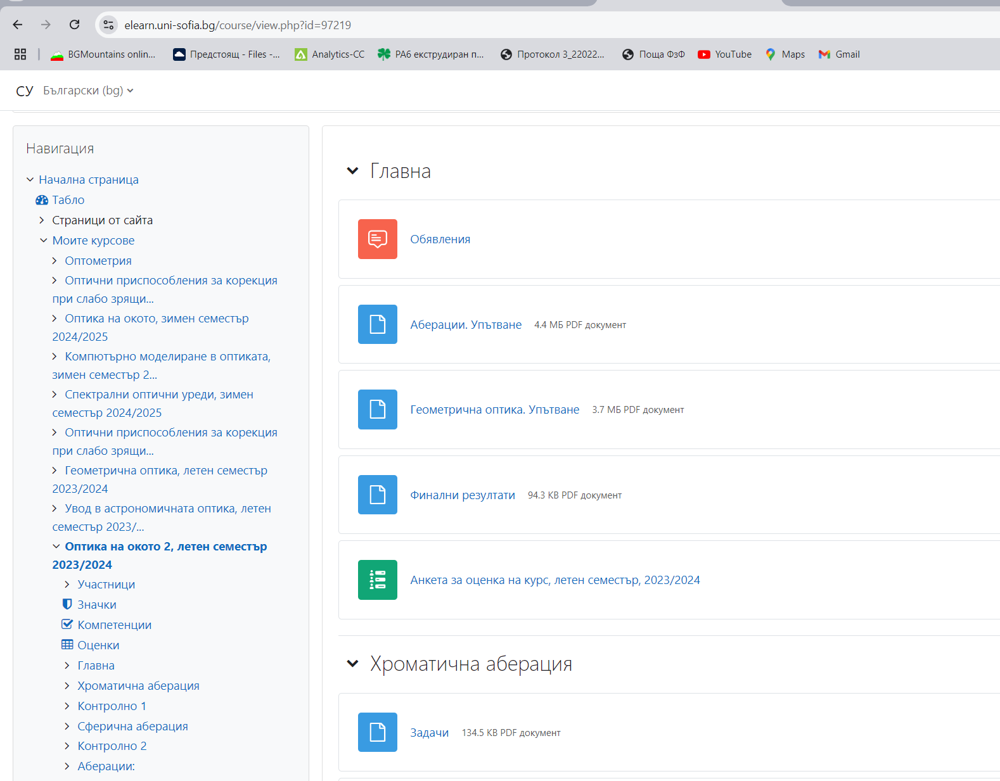 elearn.uni-sofia.bg/course/view.php?id=97219
BGMountains onlin...
Предстоящ - Files -...
Analytics-CC
РАб екструдиран п...
Протокол 3_22022...
Поща ФзФ
YouTube
Maps
Gmail
СУ
Български (bg)
Навигация
Начална страница
Табло
Страници от сайта
Моите курсове
Оптометрия
Оптични приспособления за корекция
при слабо зрящи...
Оптика на окото, зимен семестър
2024/2025
Компютърно моделиране в оптиката,
зимен семестър 2...
Спектрални оптични уреди, зимен
семестър 2024/2025
Оптични приспособления за корекция
при слабо зрящи...
Геометрична оптика, летен семестър
2023/2024
Увод в астрономичната оптика, летен
семестър 2023/...
Оптика на окото 2, летен семестър
2023/2024
Участници
Значки
Компетенции
Оценки
Главна
Хроматична аберация
Контролно 1
Сферична аберация
Контролно 2
Аберации:
Главна
Обявления
Аберации. Упътване 4.4 МБ PDF документ
Геометрична оптика. Упътване 3.7 МБ PDF документ
Финални резултати 94.3 KB PDF документ
Анкета за оценка на курс, летен семестър, 2023/2024
Хроматична аберация
Задачи 134.5 KB PDF документ